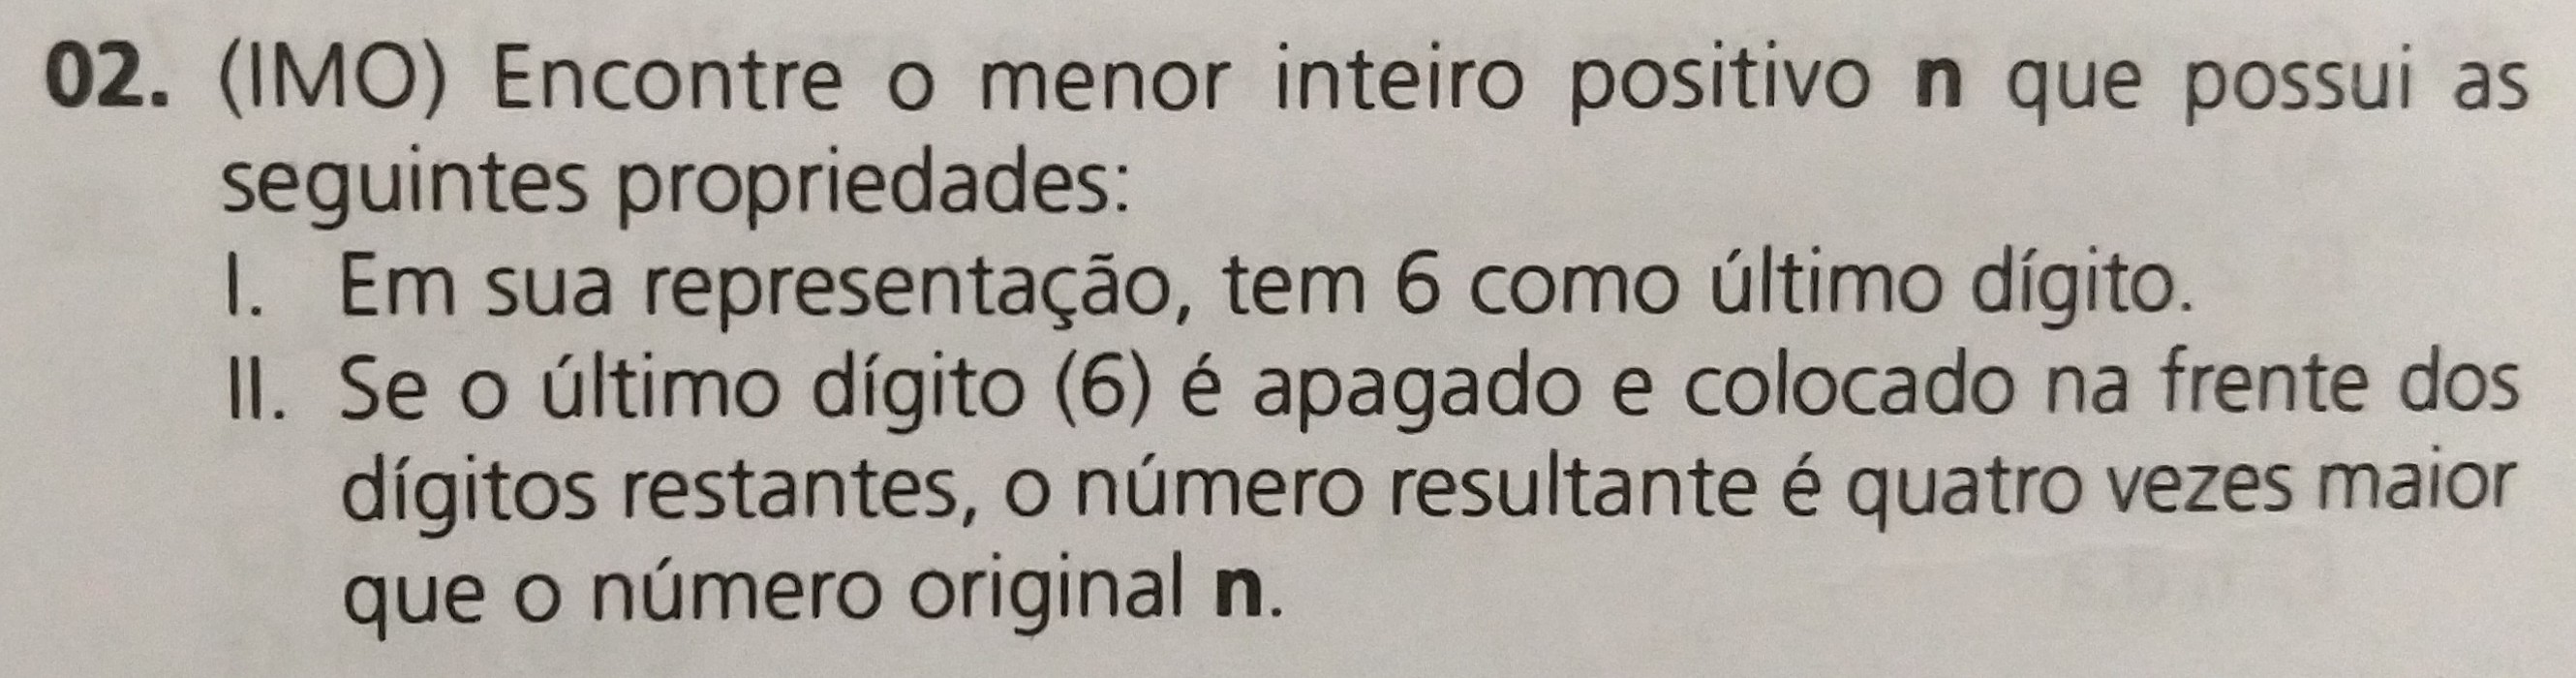 02. (IMO) Encontre o menor inteiro positivo n que possui as
seguintes propriedades:
I. Em sua representação, tem 6 como último dígito.
II. Se o último dígito (6) é apagado e colocado na frente dos
dígitos restantes, o número resultante é quatro vezes maior
que o número original n.